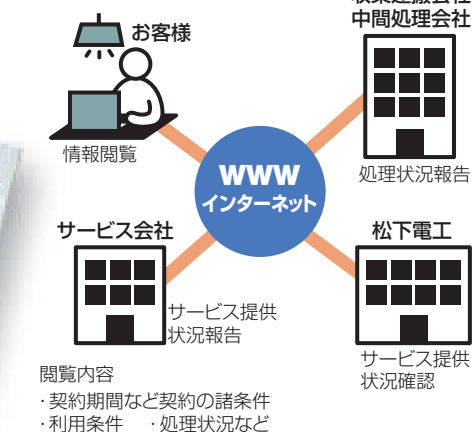 お客様
中間処理会社
情報閲覧
処理状況報告
WWW
インターネット
サービス会社
松下電工
サービス提供
状況報告
サービス提供
状況確認
閲覧内容
・契約期間など契約の諸条件
・利用条件 ・処理状況など